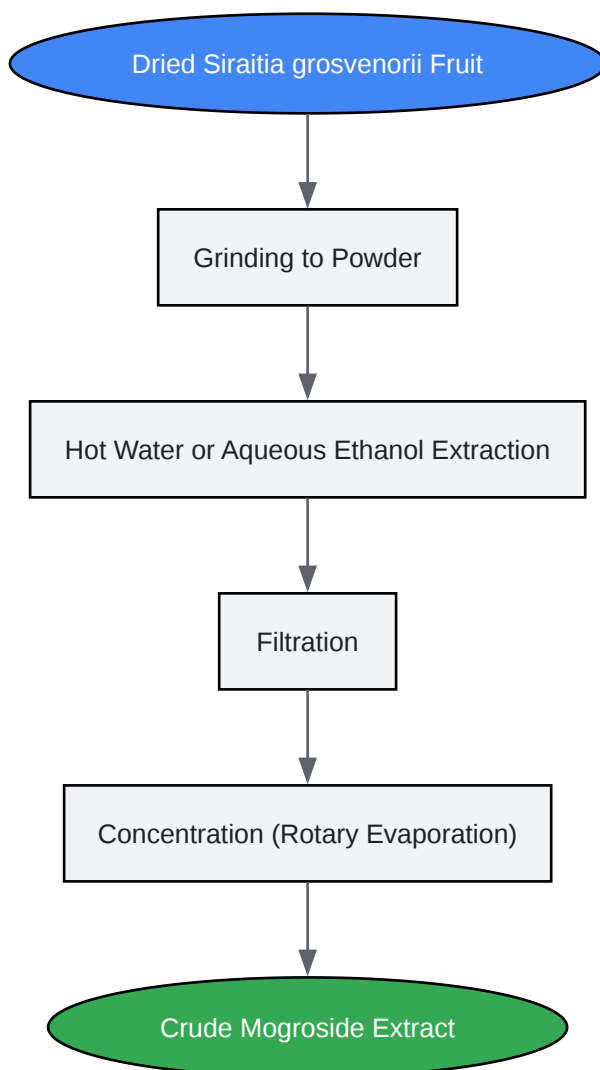 Dried Siraitia grosvenorii Fruit
Grinding to Powder
Hot Water or Aqueous Ethanol Extraction
Filtration
Concentration (Rotary Evaporation)
Crude Mogroside Extract